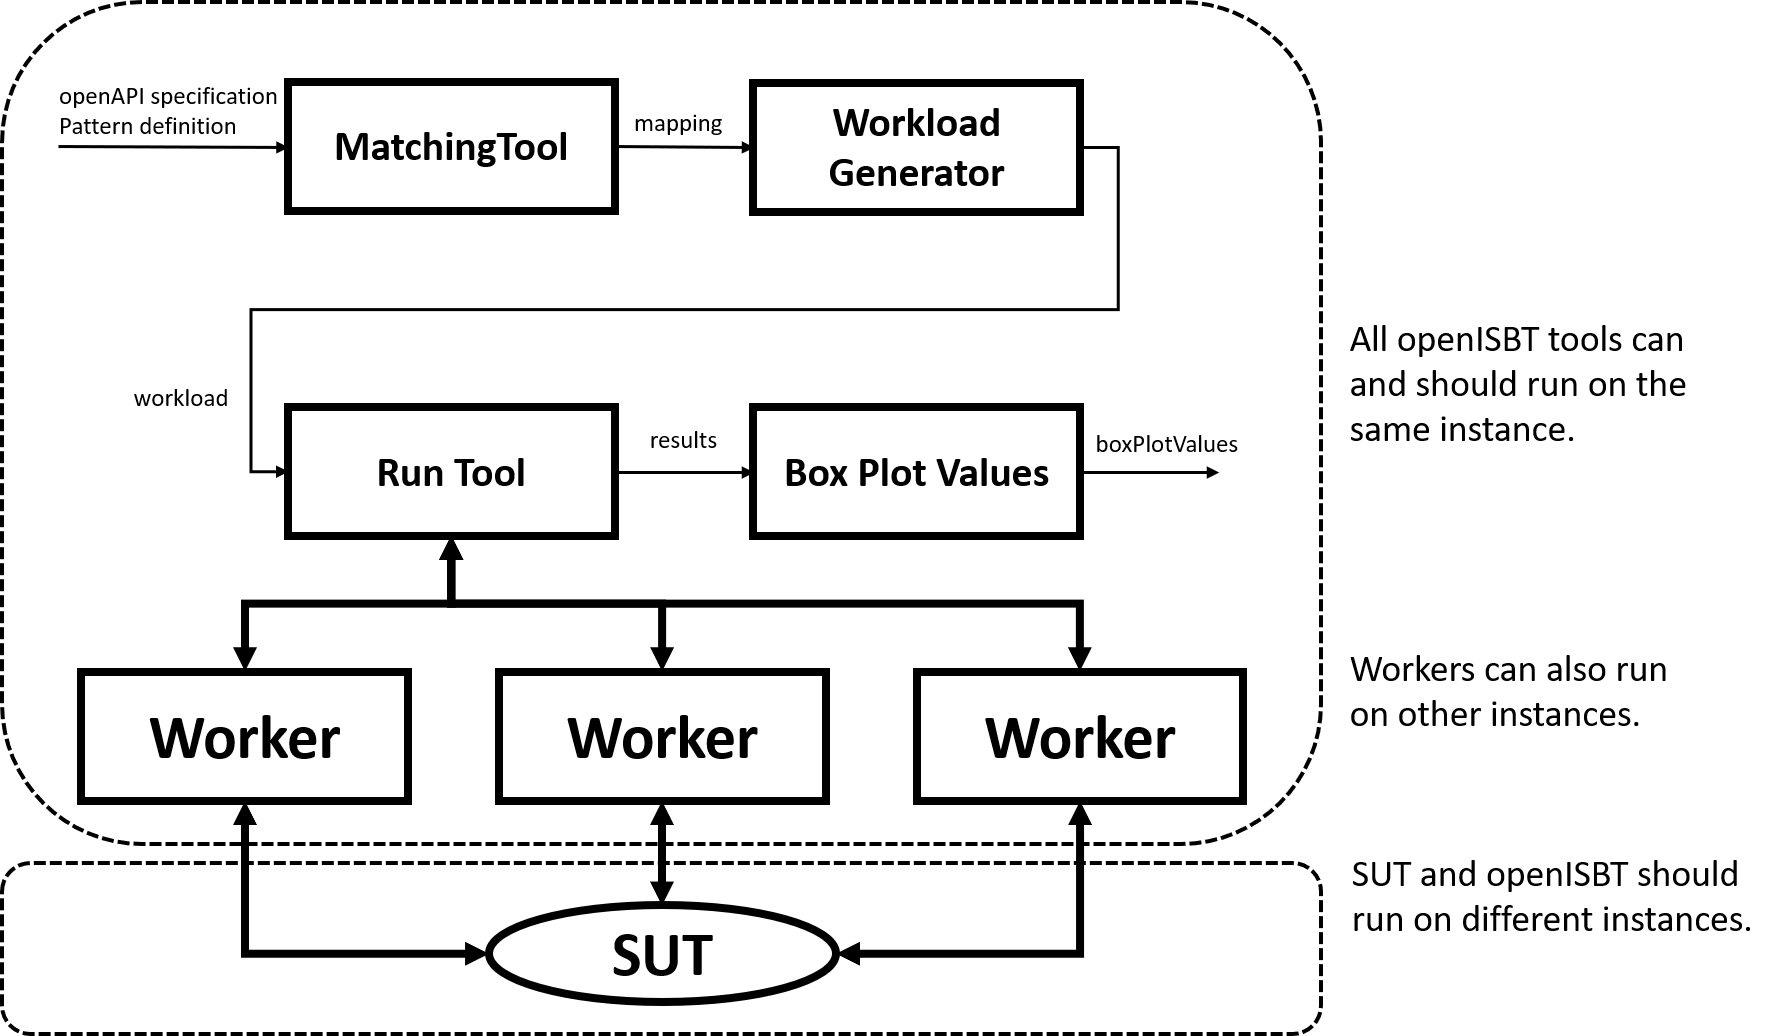 openAPI specification
Pattern definition
MatchingTool
mapping
Workload
Generator
workload
Run Tool
results
Box Plot Values
boxPlotValues
All openISBT tools can
and should run on the
same instance.
Worker
Worker
Worker
Workers can also run
on other instances.
SUT
SUT and openISBT should
run on different instances.